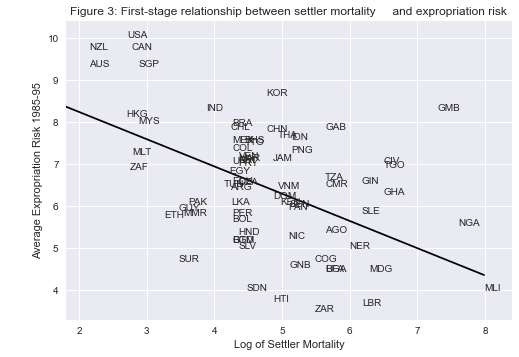 Figure 3: First-stage relationship between settler mortality and expropriation risk
Average Expropriation Risk 1985-95
10
9
8
7
6
5
4
USA
NZL CAN
AUS SGP
KOR
HKG IND GMB
MYS
BRA
CHL CHN GAB
THA IDN
COL PNG
MLT JAM CIV
ZAF TGO
EGY
TZA
CMR GIN
ARG VNM
GHA
DOM
PAK LKA
GUY PAN
MMR PER SLE
ETH
BOL NGA
AGO
HND NIC
SLV NER
SUR COG
GNB MDG
SDN MLI
HTI LBR
ZAR
2 3 4 5 6 7 8
Log of Settler Mortality